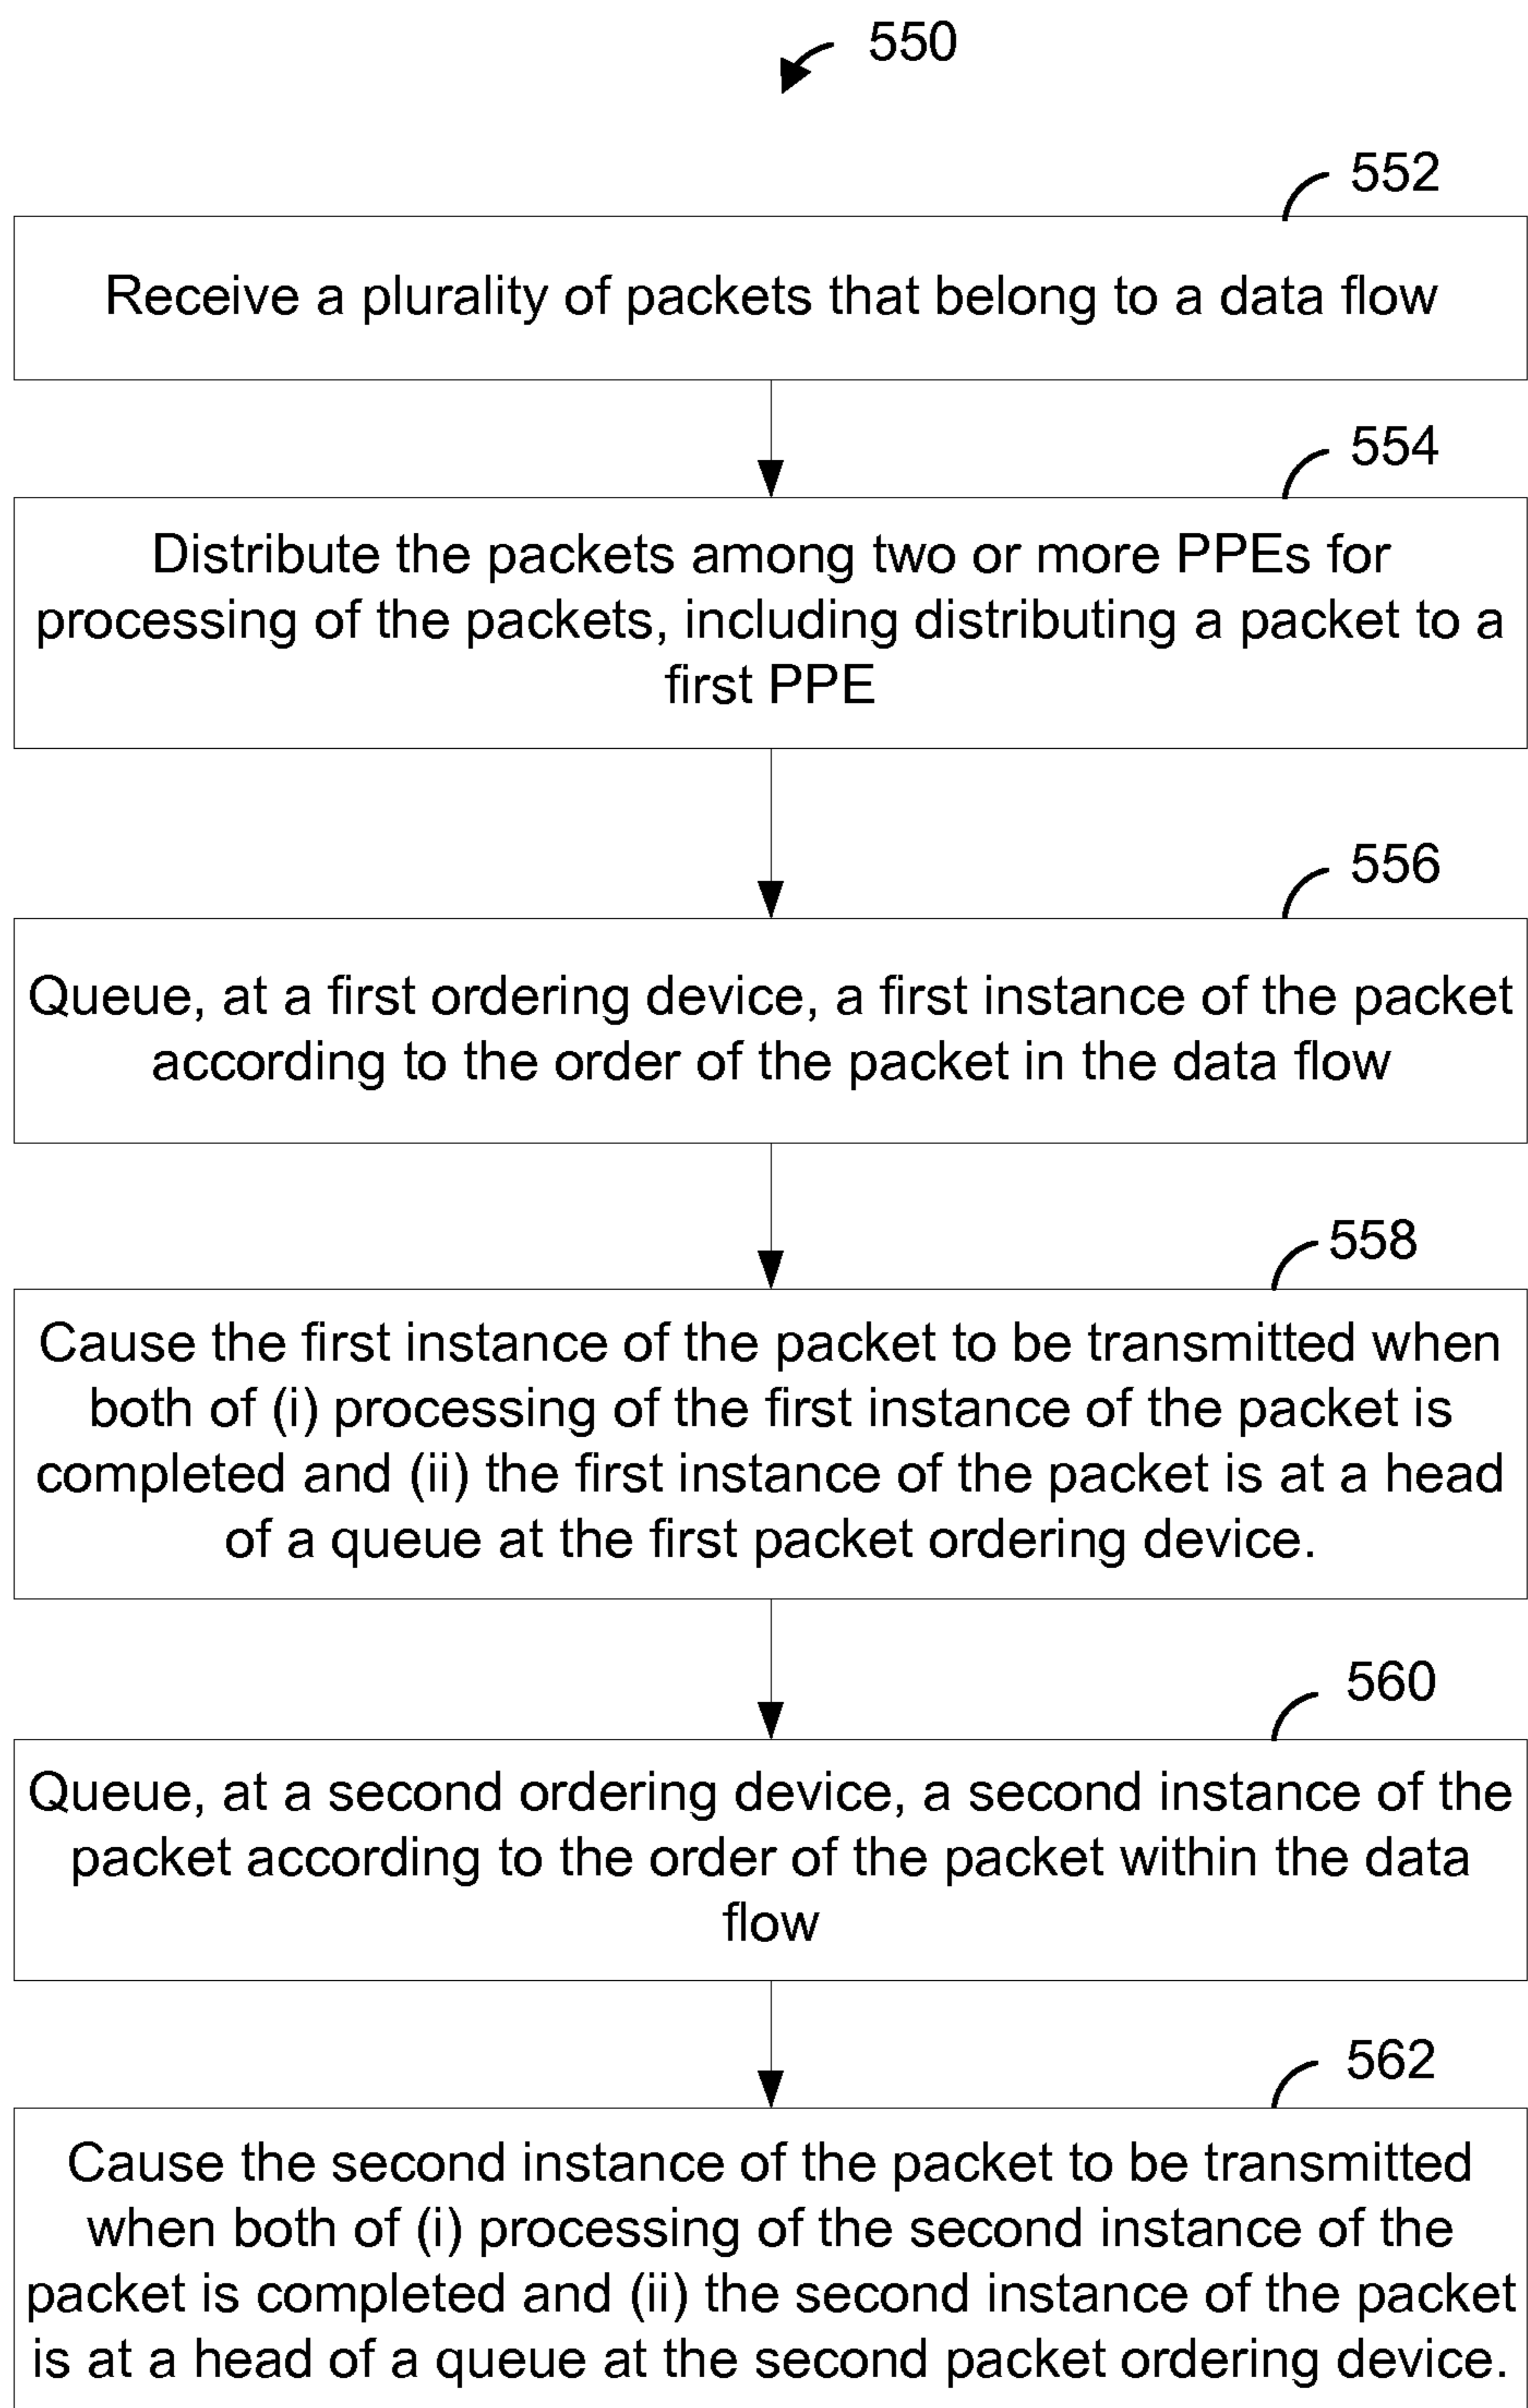 550
552
Receive a plurality of packets that belong to a data flow
554
Distribute the packets among two or more PPEs for
processing of the packets, including distributing a packet to a
first PPE
556
Queue, at a first ordering device, a first instance of the packet
according to the order of the packet in the data flow
558
Cause the first instance of the packet to be transmitted when
both of (i) processing of the first instance of the packet is
completed and (ii) the first instance of the packet is at a head
of a queue at the first packet ordering device.
560
Queue, at a second ordering device, a second instance of the
packet according to the order of the packet within the data
flow
562
Cause the second instance of the packet to be transmitted
when both of (i) processing of the second instance of the
packet is completed and (ii) the second instance of the packet
is at a head of a queue at the second packet ordering device.